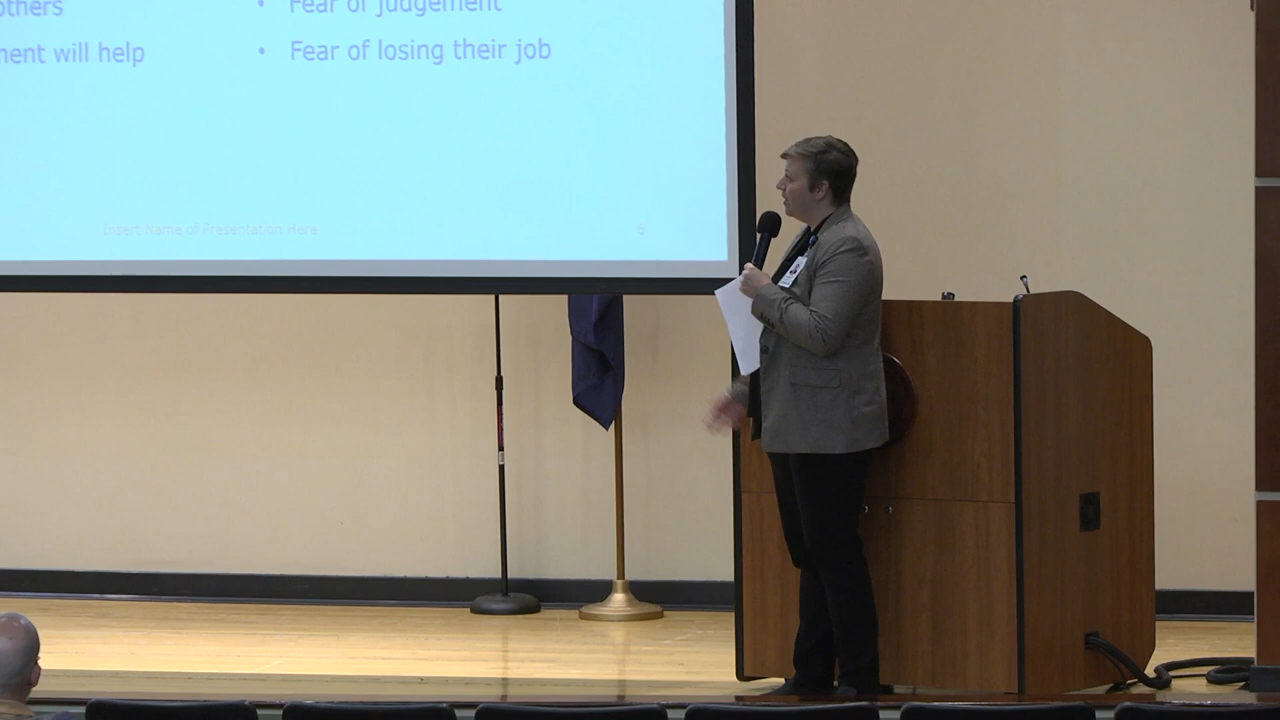 others
• Fear of judgement
ment will help
• Fear of losing their job
Insert Name of Presentation Here
9